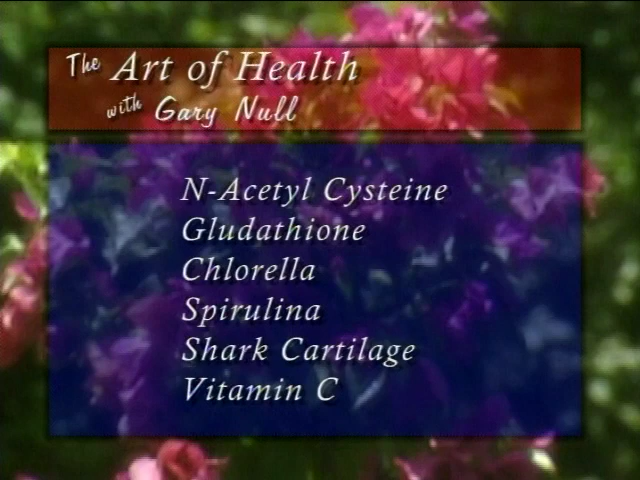 The Art of Health
with Gary Null
N-Acetyl Cysteine
Gludathione
Chlorella
Spirulina
Shark Cartilage
Vitamin C